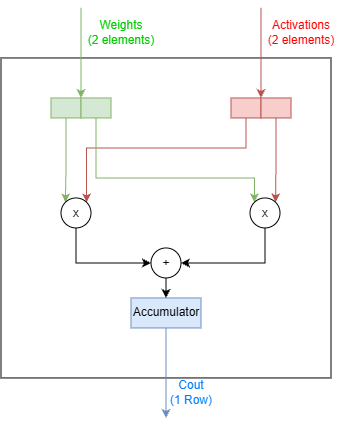 Weights
(2 elements)
Activations
(2 elements)
X
X
+
Accumulator
Cout
(1 Row)